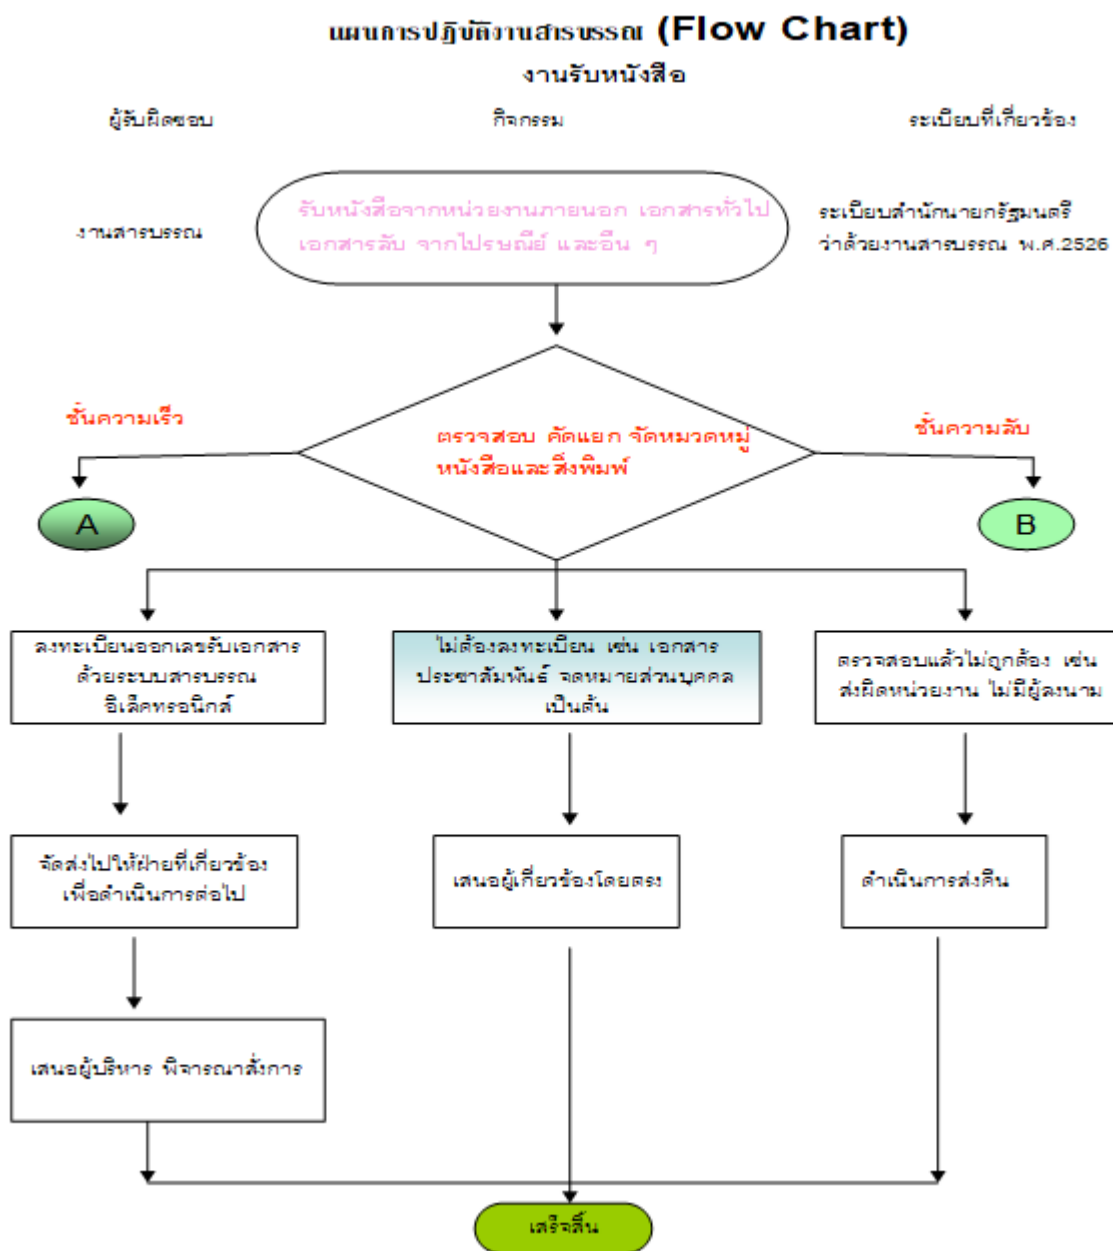 แผนการปฏิบัติงานสารบรรณ (Flow Chart)
งานรับหนังสือ
ผู้รับผิดชอบ กิจกรรม ระเบียบที่เกี่ยวข้อง
งานสารบรรณ
รับหนังสือจากหน่วยงานภายนอก เอกสารทั่วไป
เอกสารลับ จากไปรษณีย์ และอื่น ๆ
ระเบียบสำนักนายกรัฐมนตรี
ว่าด้วยงานสารบรรณ พ.ศ.2526
ชั้นความเร็ว
ตรวจสอบ คัดแยก จัดหมวดหมู่
หนังสือและสิ่งพิมพ์
ชั้นความลับ
A
B
ลงทะเบียนออกเลขรับเอกสาร
ด้วยระบบสารบรรณ
อิเล็คทรอนิกส์
ไม่ต้องลงทะเบียน เช่น เอกสาร
ประชาสัมพันธ์ จดหมายส่วนบุคคล
เป็นต้น
ตรวจสอบแล้วไม่ถูกต้อง เช่น
ส่งผิดหน่วยงาน ไม่มีผู้ลงนาม
จัดส่งไปให้ฝ่ายที่เกี่ยวข้อง
เพื่อดำเนินการต่อไป
เสนอผู้เกี่ยวข้องโดยตรง
ดำเนินการส่งคืน
เสนอผู้บริหาร พิจารณาสั่งการ
เสร็จสิ้น